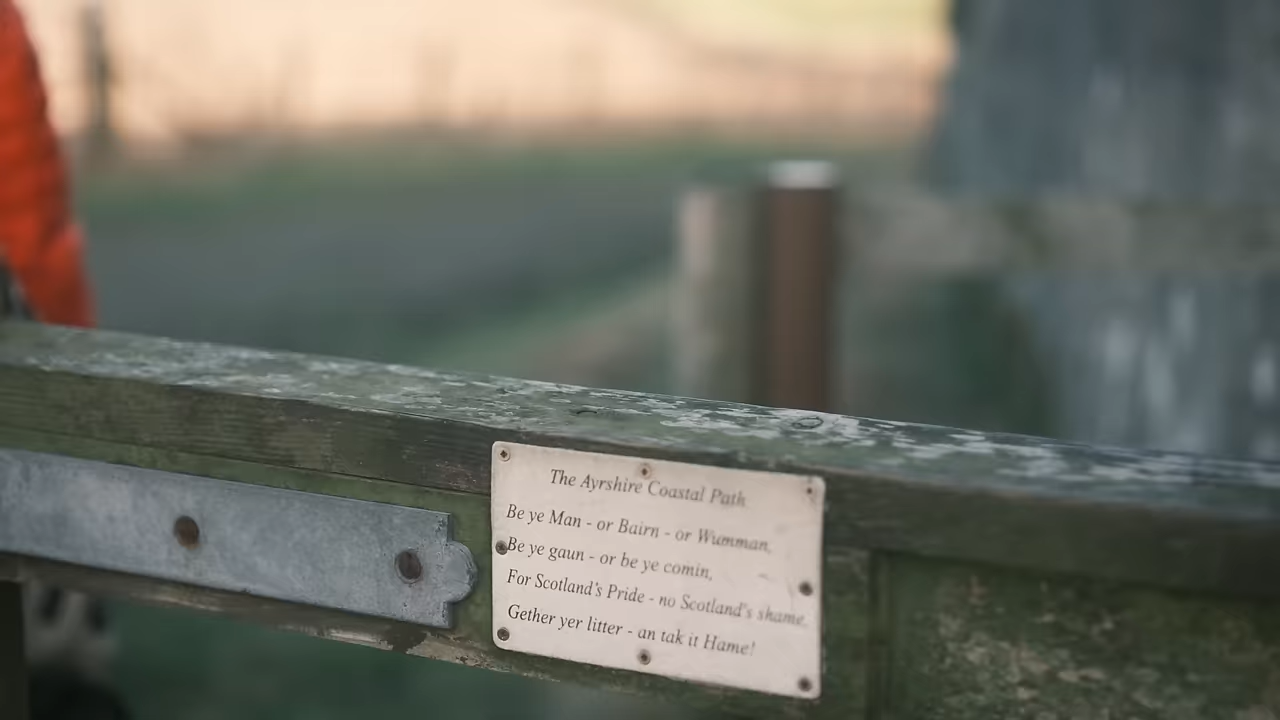 The Ayrshire Coastal Path
Be ye Man - or Bairn - or Wumman,
Be ye gaun - or be ye comin,
For Scotland's Pride - no Scotland's shame,
Gether yer litter - an tak it Hame!